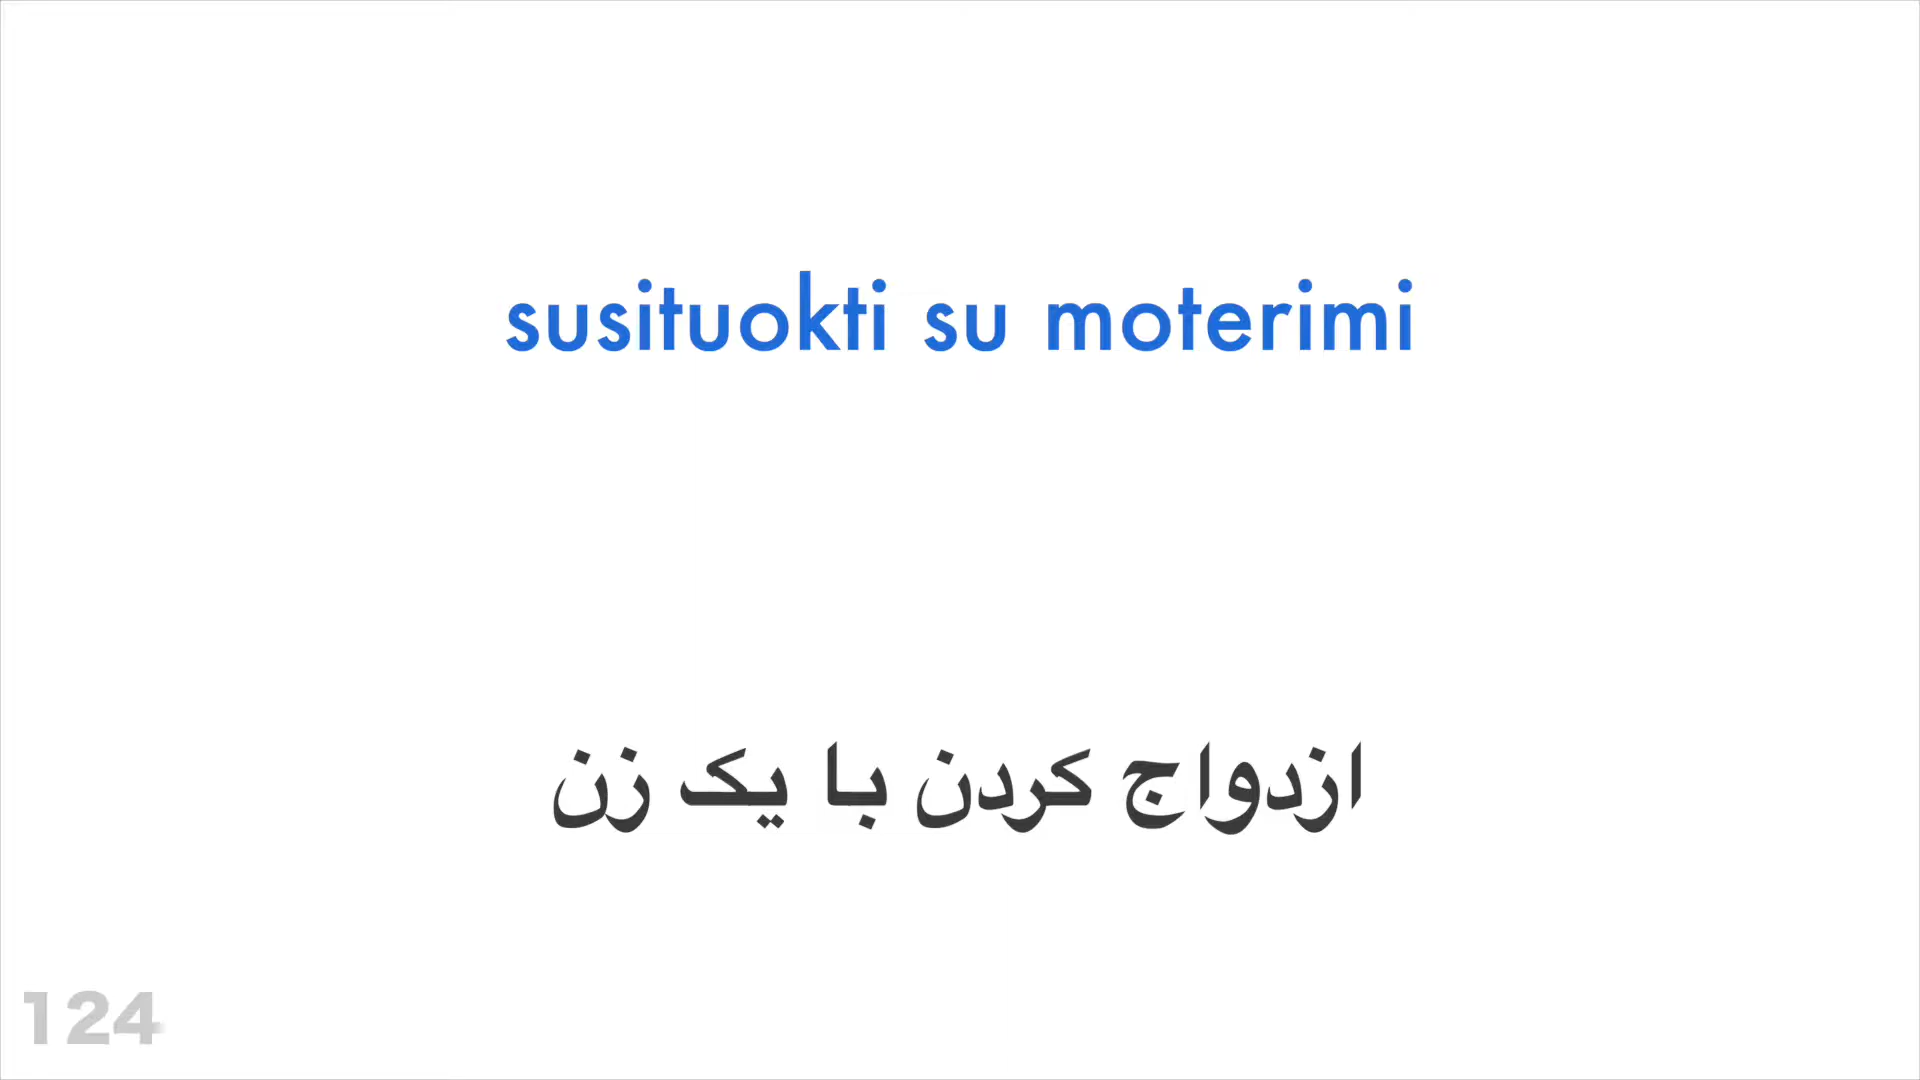 susituokti su moterimi
ازدواج کردن با یک زن
124